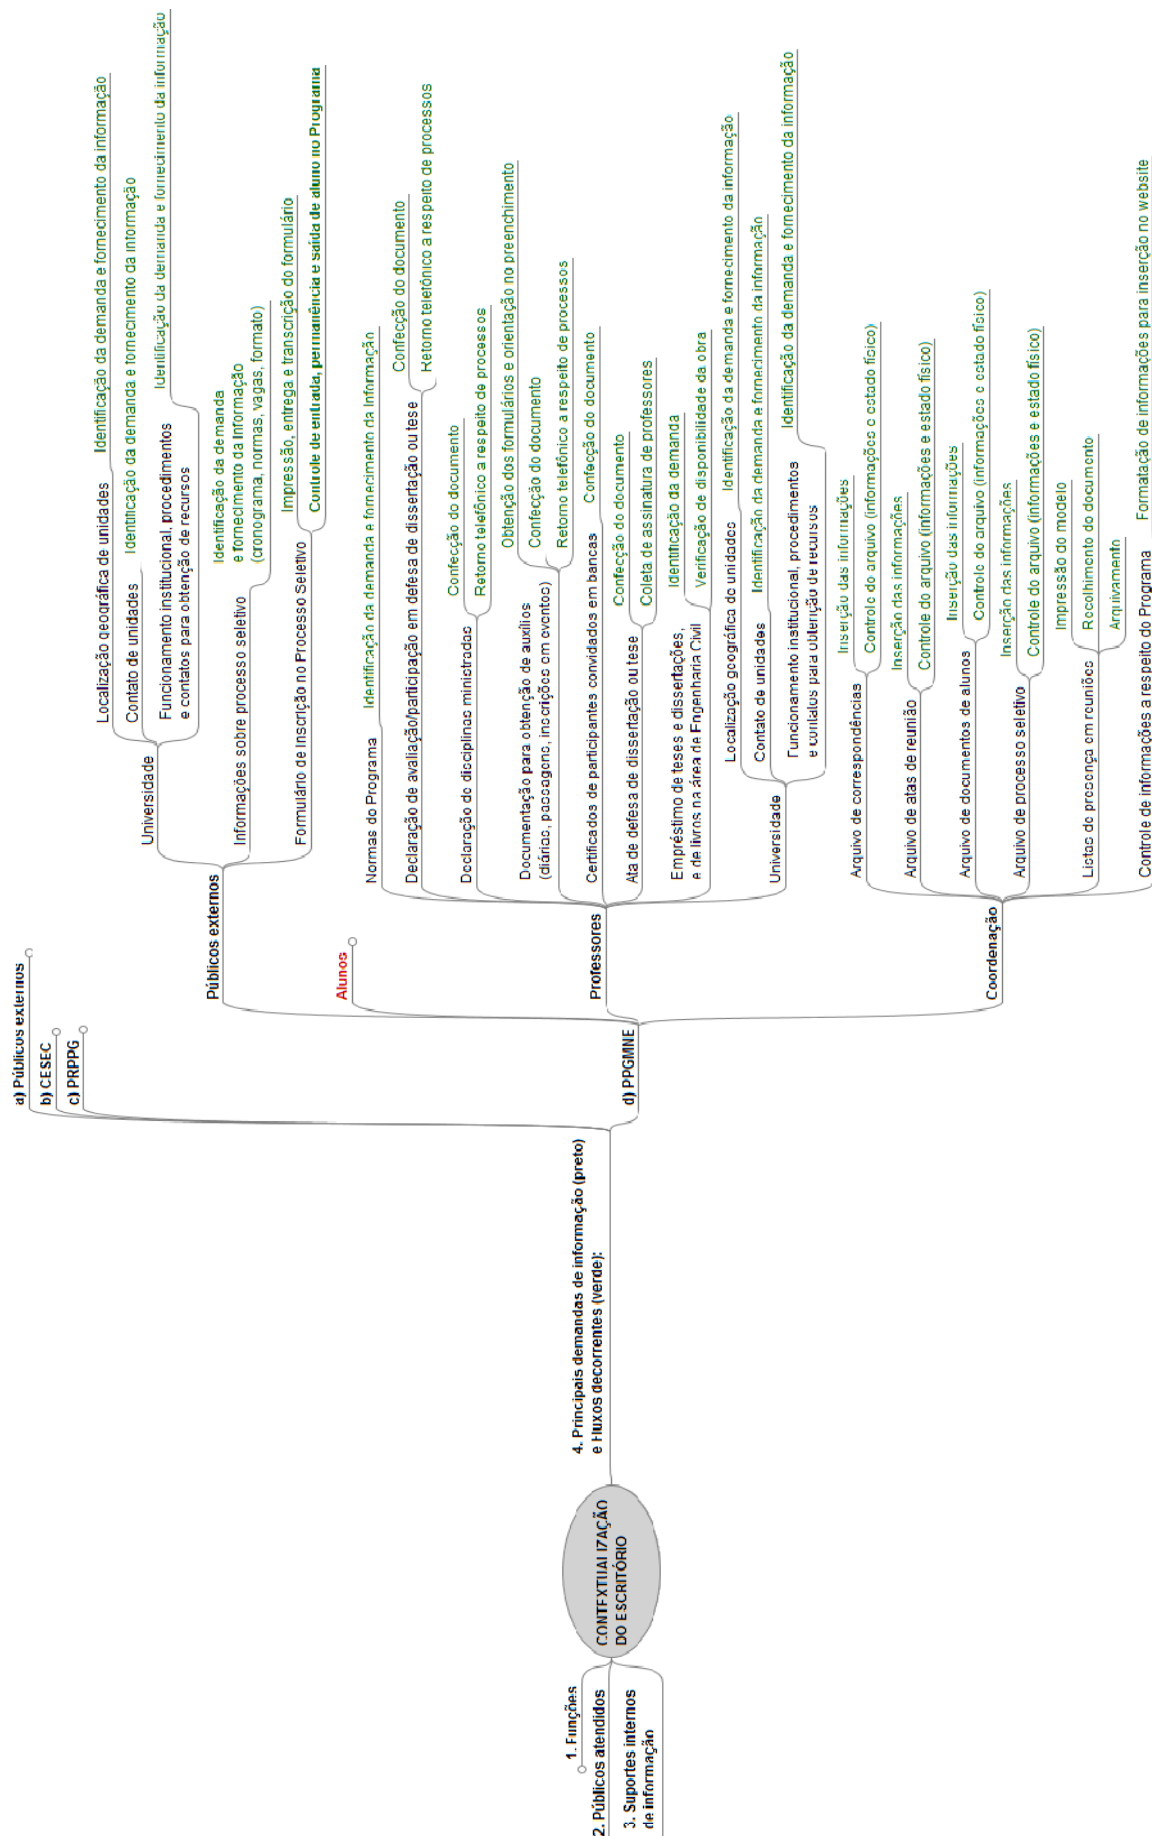 a) Públicos externos
b) CESEC
c) PRPPG
d) PPGMNE
Públicos externos
Universidade
Localização geográfica de unidades
Identificação da demanda e fornecimento da informação
Contato de unidades
Identificação da demanda e fornecimento da informação
Funcionamento institucional, procedimentos
e contatos para obtenção de recursos
Identificação da demanda e fornecimento da informação
Informações sobre processo seletivo
Identificação da demanda
e fornecimento da informação
(cronograma, normas, vagas, formato)
Formulário de Inscrição no Processo Seletivo
Impressão, entrega e transcrição do formulário
Controle de entrada, permanência e saída de aluno no Programa
Alunos
Professores
Normas do Programa
Identificação da demanda e fornecimento da Informação
Declaração de avaliação/participação em defesa de dissertação ou tese
Confecção do documento
Retorno telefônico a respeito de processos
Declaração de disciplinas ministradas
Confecção do documento
Retorno telefônico a respeito de processos
Documentação para obtenção de auxílios
(diárias, passagens, inscrições em eventos)
Obtenção dos formulários e orientação no preenchimento
Confecção do documento
Retorno telefônico a respeito de processos
Certificados de participantes convidados em bancas
Confecção do documento
Ata de defesa de dissertação ou tese
Confecção do documento
Coleta de assinatura de professores
Empréstimo de teses e dissertações,
e de livros na área de Engenharia Civil
Identificação da demanda
Verificação de disponibilidade da obra
Universidade
Localização geográfica de unidades
Identificação da demanda e fornecimento da informação
Contato de unidades
Identificação da demanda e fornecimento da informação
Funcionamento institucional, procedimentos
e contatos para obtenção de recursos
Identificação da demanda e fornecimento da informação
Coordenação
Arquivo de correspondências
Inserção das informações
Controle do arquivo (informações e estado físico)
Arquivo de atas de reunião
Inserção das informações
Controle do arquivo (informações e estado físico)
Arquivo de documentos de alunos
Inserção das informações
Controle do arquivo (informações e estado físico)
Arquivo de processo seletivo
Inserção das informações
Controle do arquivo (informações e estado físico)
Listas de presença em reuniões
Impressão do modelo
Recolhimento do documento
Arquivamento
Controle de informações a respeito do Programa
Formatação de informações para inserção no website
4. Principais demandas de informação (preto)
e Fluxos decorrentes (verde):
CONTEXTUALIZAÇÃO
DO ESCRITÓRIO
1. Funções
2. Públicos atendidos
3. Suportes internos
de informação